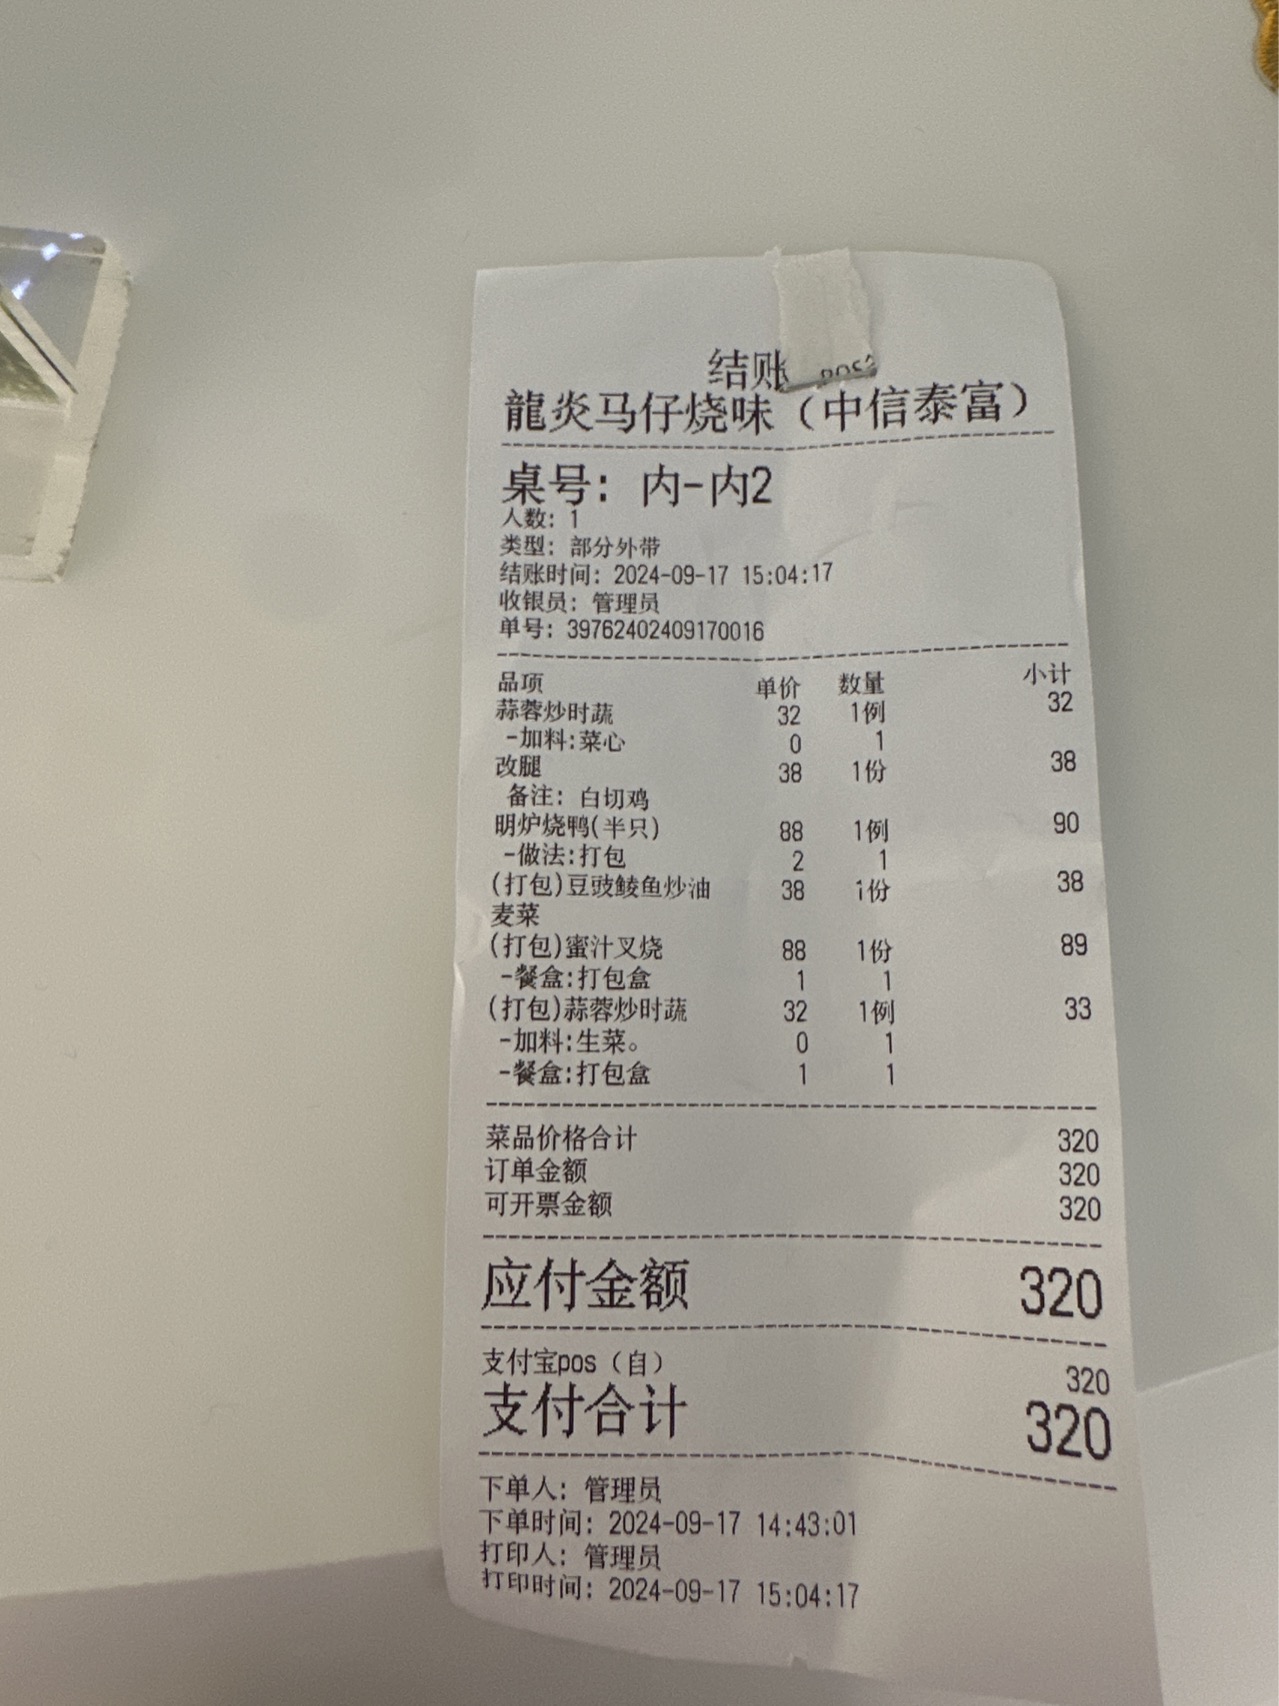 结账
龍炎马仔烧味（中信泰富）
桌号: 内-内2
人数: 1
类型: 部分外带
结账时间: 2024-09-17 15:04:17
收银员: 管理员
单号: 39762402409170016
品项 单价 数量 小计
蒜蓉炒时蔬 32 1例 32
-加料:菜心 0 1
改腿 38 1份 38
备注: 白切鸡
明炉烧鸭(半只) 88 1例 90
-做法:打包 2 1
(打包)豆豉鲮鱼炒油 38 1份 38
麦菜
(打包)蜜汁叉烧 88 1份 89
-餐盒:打包盒 1 1
(打包)蒜蓉炒时蔬 32 1例 33
-加料:生菜。 0 1
-餐盒:打包盒 1 1
菜品价格合计 320
订单金额 320
可开票金额 320
应付金额 320
支付宝pos（自） 320
支付合计 320
下单人: 管理员
下单时间: 2024-09-17 14:43:01
打印人: 管理员
打印时间: 2024-09-17 15:04:17